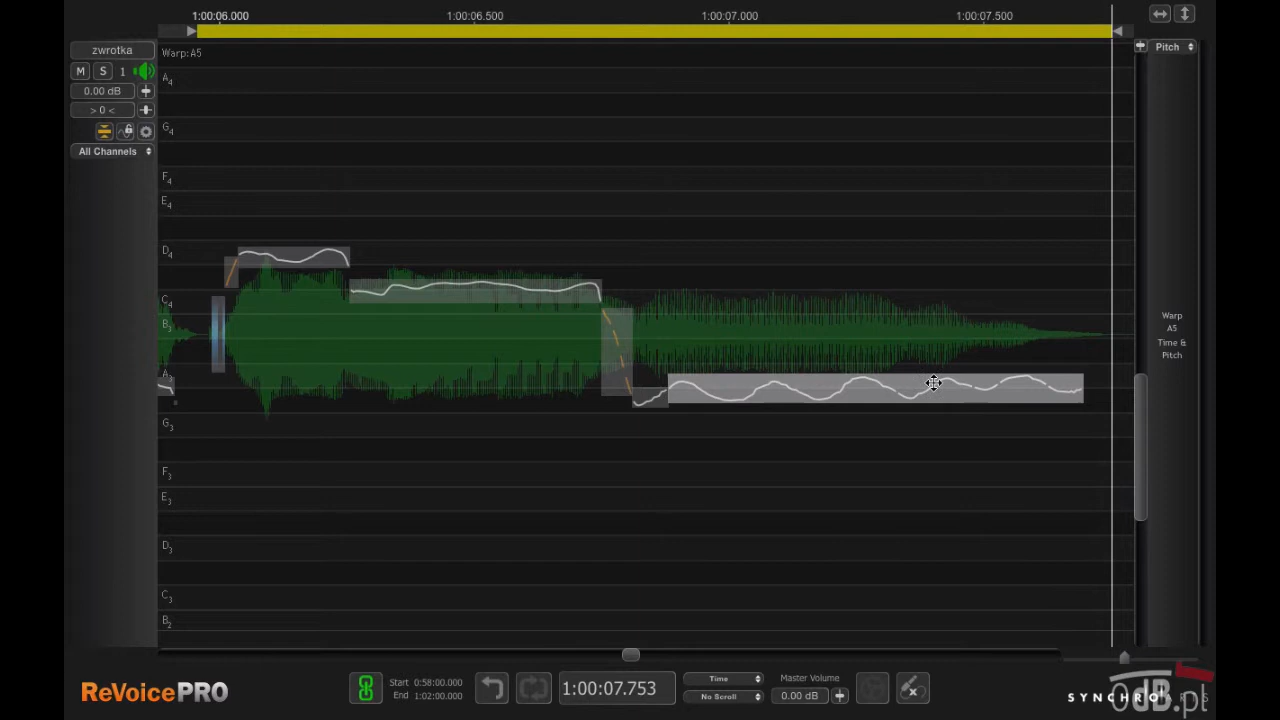 1:00:06.000 1:00:06.500 1:00:07.000 1:00:07.500
zwrotka
M S 1
0.00 dB
> 0 <
All Channels
Warp:A5
A4
G4
F4
E4
D4
C4
B3
A3
G3
F3
E3
D3
C3
B2
Pitch
Warp
A5
Time &
Pitch
ReVoicePRO
Start 0:58:00.000
End 1:02:00.000
1:00:07.753
Time
No Scroll
Master Volume
0.00 dB
SYNCHRO
0dB.pl